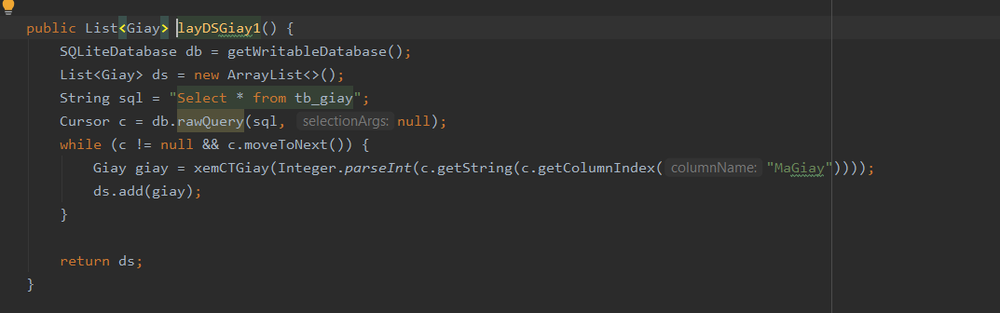 public List<Giay> layDSGiay1() {
SQLiteDatabase db = getWritableDatabase();
List<Giay> ds = new ArrayList<>();
String sql = "Select * from tb_giay";
Cursor c = db.rawQuery(sql, selectionArgs: null);
while (c != null && c.moveToNext()) {
Giay giay = xemCTGiay(Integer.parseInt(c.getString(c.getColumnIndex( columnName: "MaGiay"))));
ds.add(giay);
}
return ds;
}